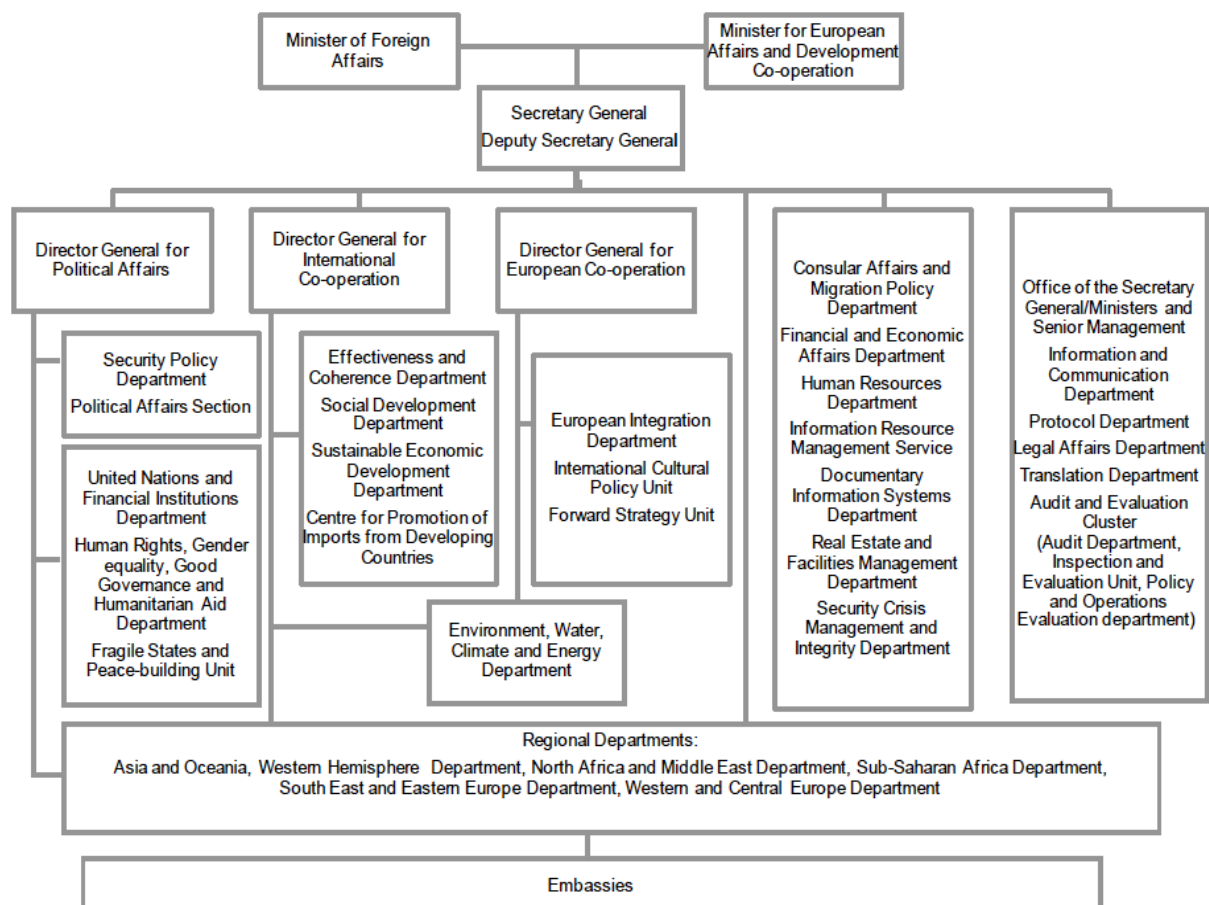 Minister of Foreign
Affairs
Minister for European
Affairs and Development
Co-operation
Secretary General
Deputy Secretary General
Director General for
Political Affairs
Director General for
International
Co-operation
Director General for
European Co-operation
Security Policy
Department
Political Affairs Section
United Nations and
Financial Institutions
Department
Human Rights, Gender
equality, Good
Governance and
Humanitarian Aid
Department
Fragile States and
Peace-building Unit
Effectiveness and
Coherence Department
Social Development
Department
Sustainable Economic
Development
Department
Centre for Promotion of
Imports from Developing
Countries
European Integration
Department
International Cultural
Policy Unit
Forward Strategy Unit
Environment, Water,
Climate and Energy
Department
Consular Affairs and
Migration Policy
Department
Financial and Economic
Affairs Department
Human Resources
Department
Information Resource
Management Service
Documentary
Information Systems
Department
Real Estate and
Facilities Management
Department
Security Crisis
Management and
Integrity Department
Office of the Secretary
General/Ministers and
Senior Management
Information and
Communication
Department
Protocol Department
Legal Affairs Department
Translation Department
Audit and Evaluation
Cluster
(Audit Department,
Inspection and
Evaluation Unit, Policy
and Operations
Evaluation department)
Regional Departments:
Asia and Oceania, Western Hemisphere Department, North Africa and Middle East Department, Sub-Saharan Africa Department,
South East and Eastern Europe Department, Western and Central Europe Department
Embassies